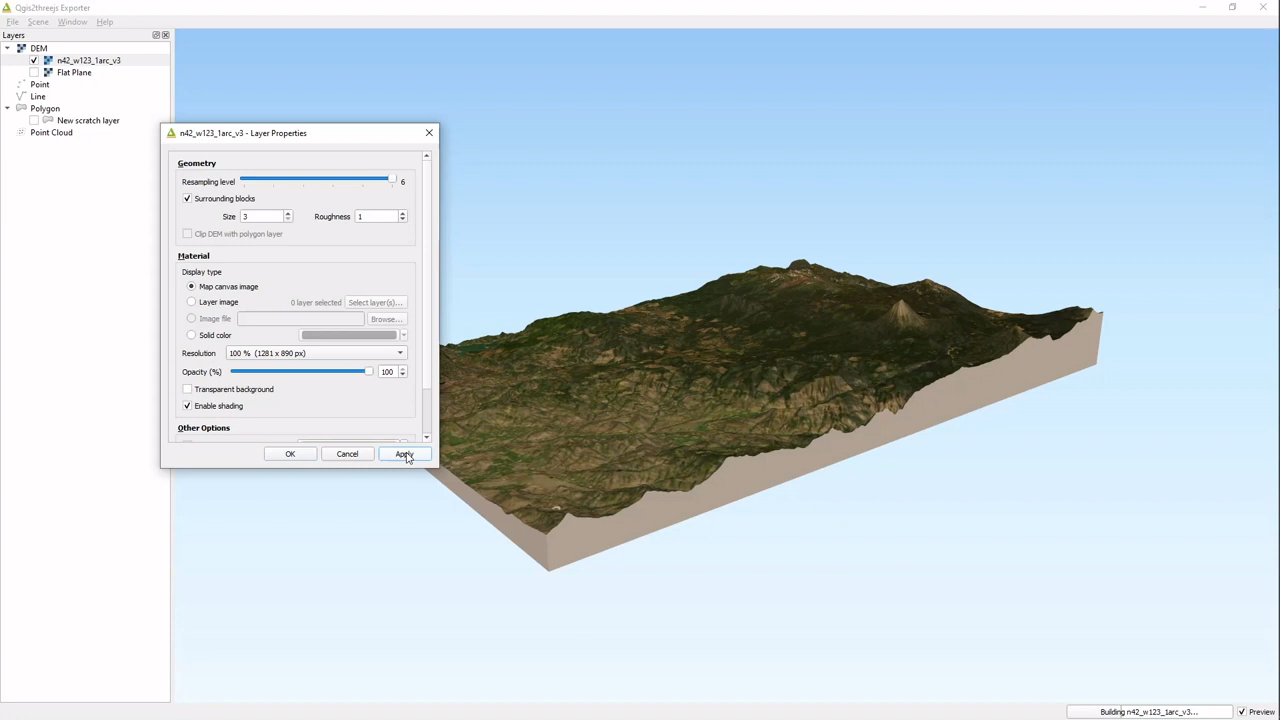 Qgis2threejs Exporter
File Scene Window Help
Layers
DEM
n42_w123_1arc_v3
Flat Plane
Point
Line
Polygon
New scratch layer
Point Cloud
n42_w123_1arc_v3 - Layer Properties
Geometry
Resampling level 6
Surrounding blocks
Size 3 Roughness 1
Clip DEM with polygon layer
Material
Display type
Map canvas image
Layer image 0 layer selected Select layer(s)...
Image file Browse...
Solid color
Resolution 100 % (1281 x 890 px)
Opacity (%) 100
Transparent background
Enable shading
Other Options
OK Cancel Apply
Building n42_w123_1arc_v3... Preview